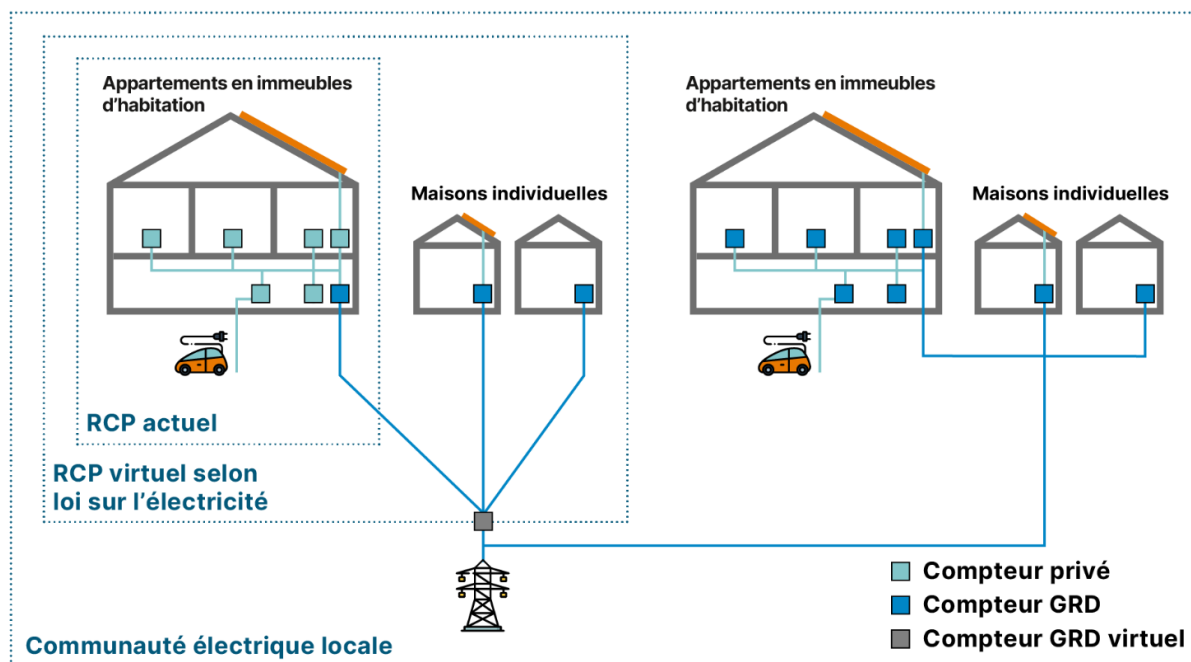 Appartements en immeubles
d'habitation
Maisons individuelles
RCP actuel
RCP virtuel selon
loi sur l'électricité
Appartements en immeubles
d'habitation
Maisons individuelles
Communauté électrique locale
Compteur privé
Compteur GRD
Compteur GRD virtuel